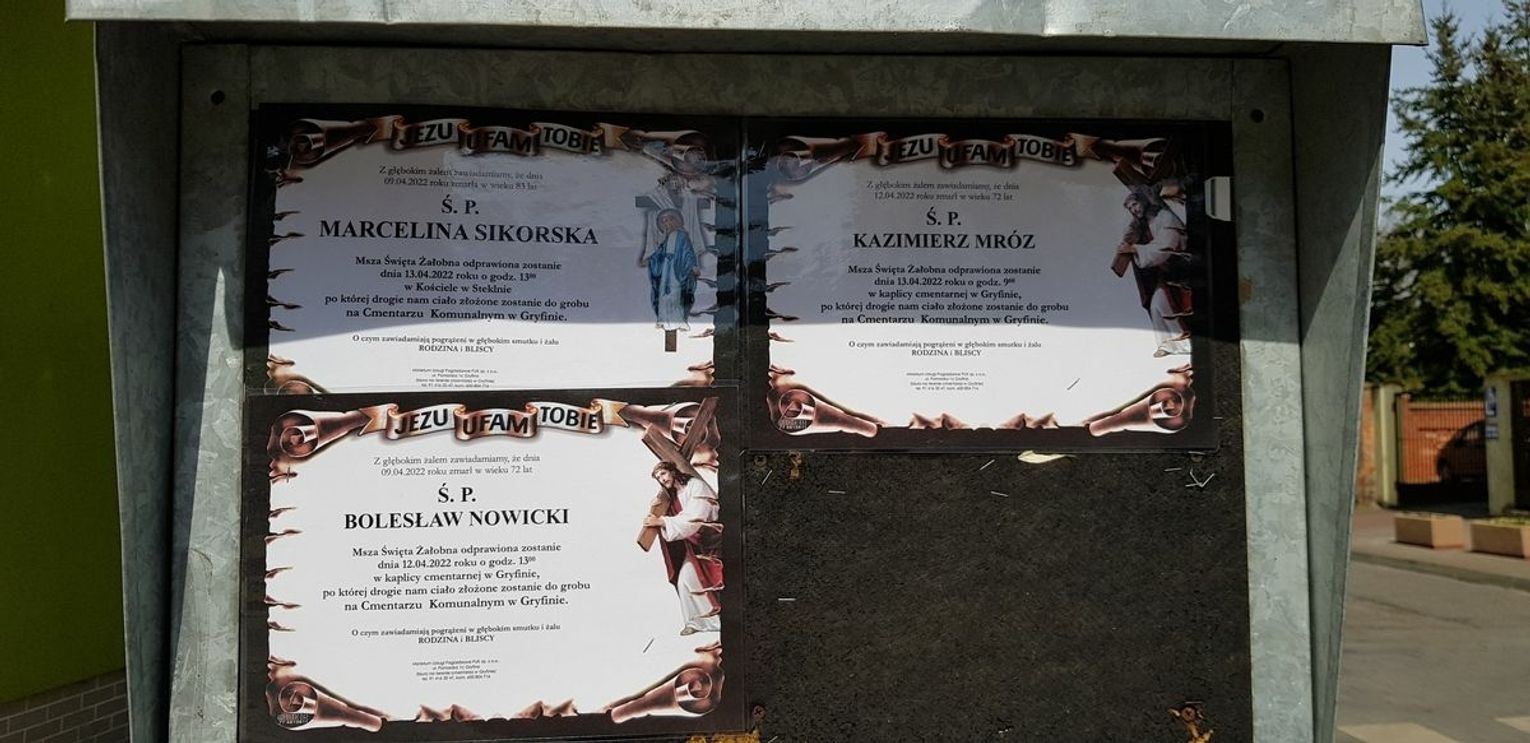 JEZU UFAM TOBIE
Z głębokim żalem zawiadamiamy, że dnia
09.04.2022 roku zmarła w wieku 83 lat
Ś. P.
MARCELINA SIKORSKA
Msza Święta Żałobna odprawiona zostanie
dnia 13.04.2022 roku o godz. 13⁰⁰
w Kościele w Steklnie
po której drogie nam ciało złożone zostanie do grobu
na Cmentarzu Komunalnym w Gryfinie.
O czym zawiadamiają pogrążeni w głębokim smutku i żalu
RODZINA i BLISCY
JEZU UFAM TOBIE
Z głębokim żalem zawiadamiamy, że dnia
12.04.2022 roku zmarł w wieku 72 lat
Ś. P.
KAZIMIERZ MRÓZ
Msza Święta Żałobna odprawiona zostanie
dnia 13.04.2022 roku o godz. 9⁰⁰
w kaplicy cmentarnej w Gryfinie,
po której drogie nam ciało złożone zostanie do grobu
na Cmentarzu Komunalnym w Gryfinie.
O czym zawiadamiają pogrążeni w głębokim smutku i żalu
RODZINA i BLISCY
JEZU UFAM TOBIE
Z głębokim żalem zawiadamiamy, że dnia
09.04.2022 roku zmarł w wieku 72 lat
Ś. P.
BOLESŁAW NOWICKI
Msza Święta Żałobna odprawiona zostanie
dnia 12.04.2022 roku o godz. 13⁰⁰
w kaplicy cmentarnej w Gryfinie,
po której drogie nam ciało złożone zostanie do grobu
na Cmentarzu Komunalnym w Gryfinie.
O czym zawiadamiają pogrążeni w głębokim smutku i żalu
RODZINA i BLISCY